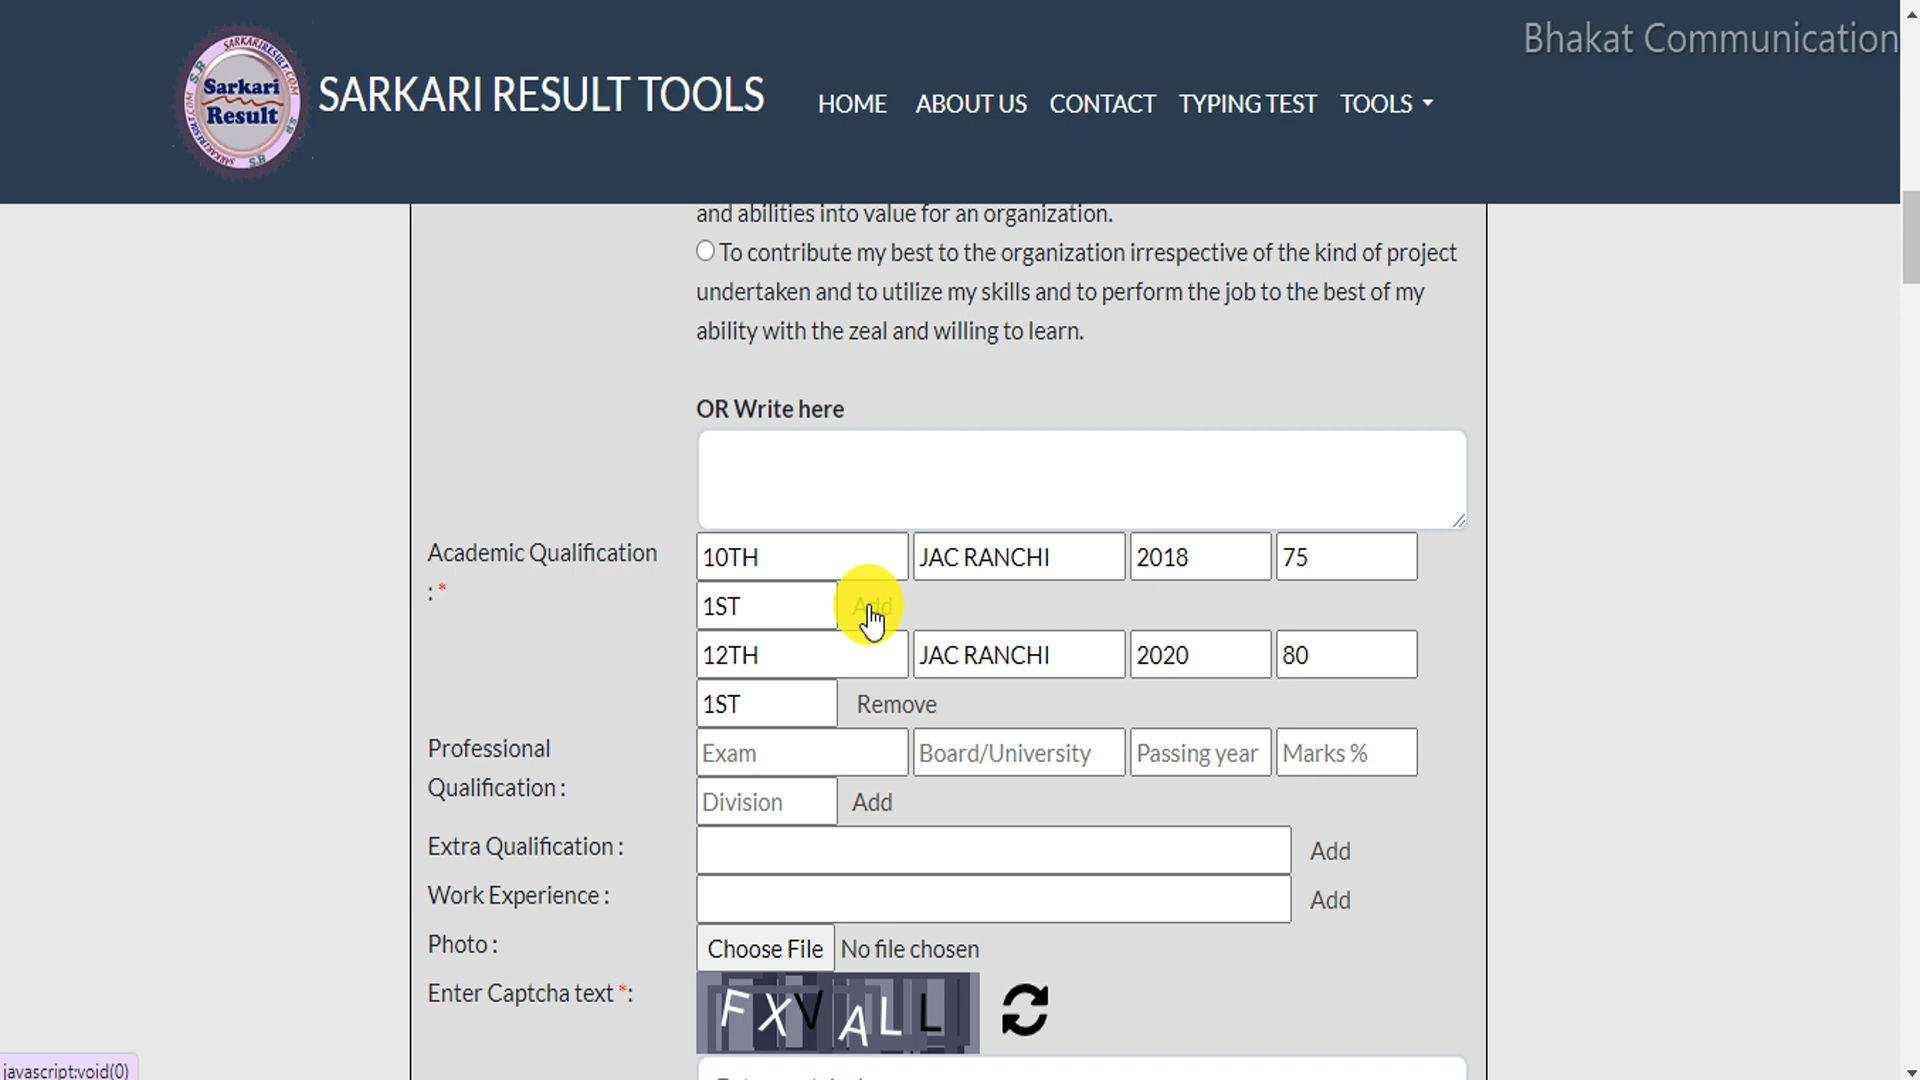 Bhakat Communication
SARKARIRESULT.COM
Sarkari
Result
S.R
SARKARI RESULT TOOLS
HOME
ABOUT US
CONTACT
TYPING TEST
TOOLS
and abilities into value for an organization.
To contribute my best to the organization irrespective of the kind of project
undertaken and to utilize my skills and to perform the job to the best of my
ability with the zeal and willing to learn.
OR Write here
Academic Qualification
: *
10TH JAC RANCHI 2018 75
1ST Add
12TH JAC RANCHI 2020 80
1ST Remove
Professional
Qualification :
Exam Board/University Passing year Marks %
Division Add
Extra Qualification : Add
Work Experience : Add
Photo : Choose File No file chosen
Enter Captcha text *: FXVALL
javascript:void(0)